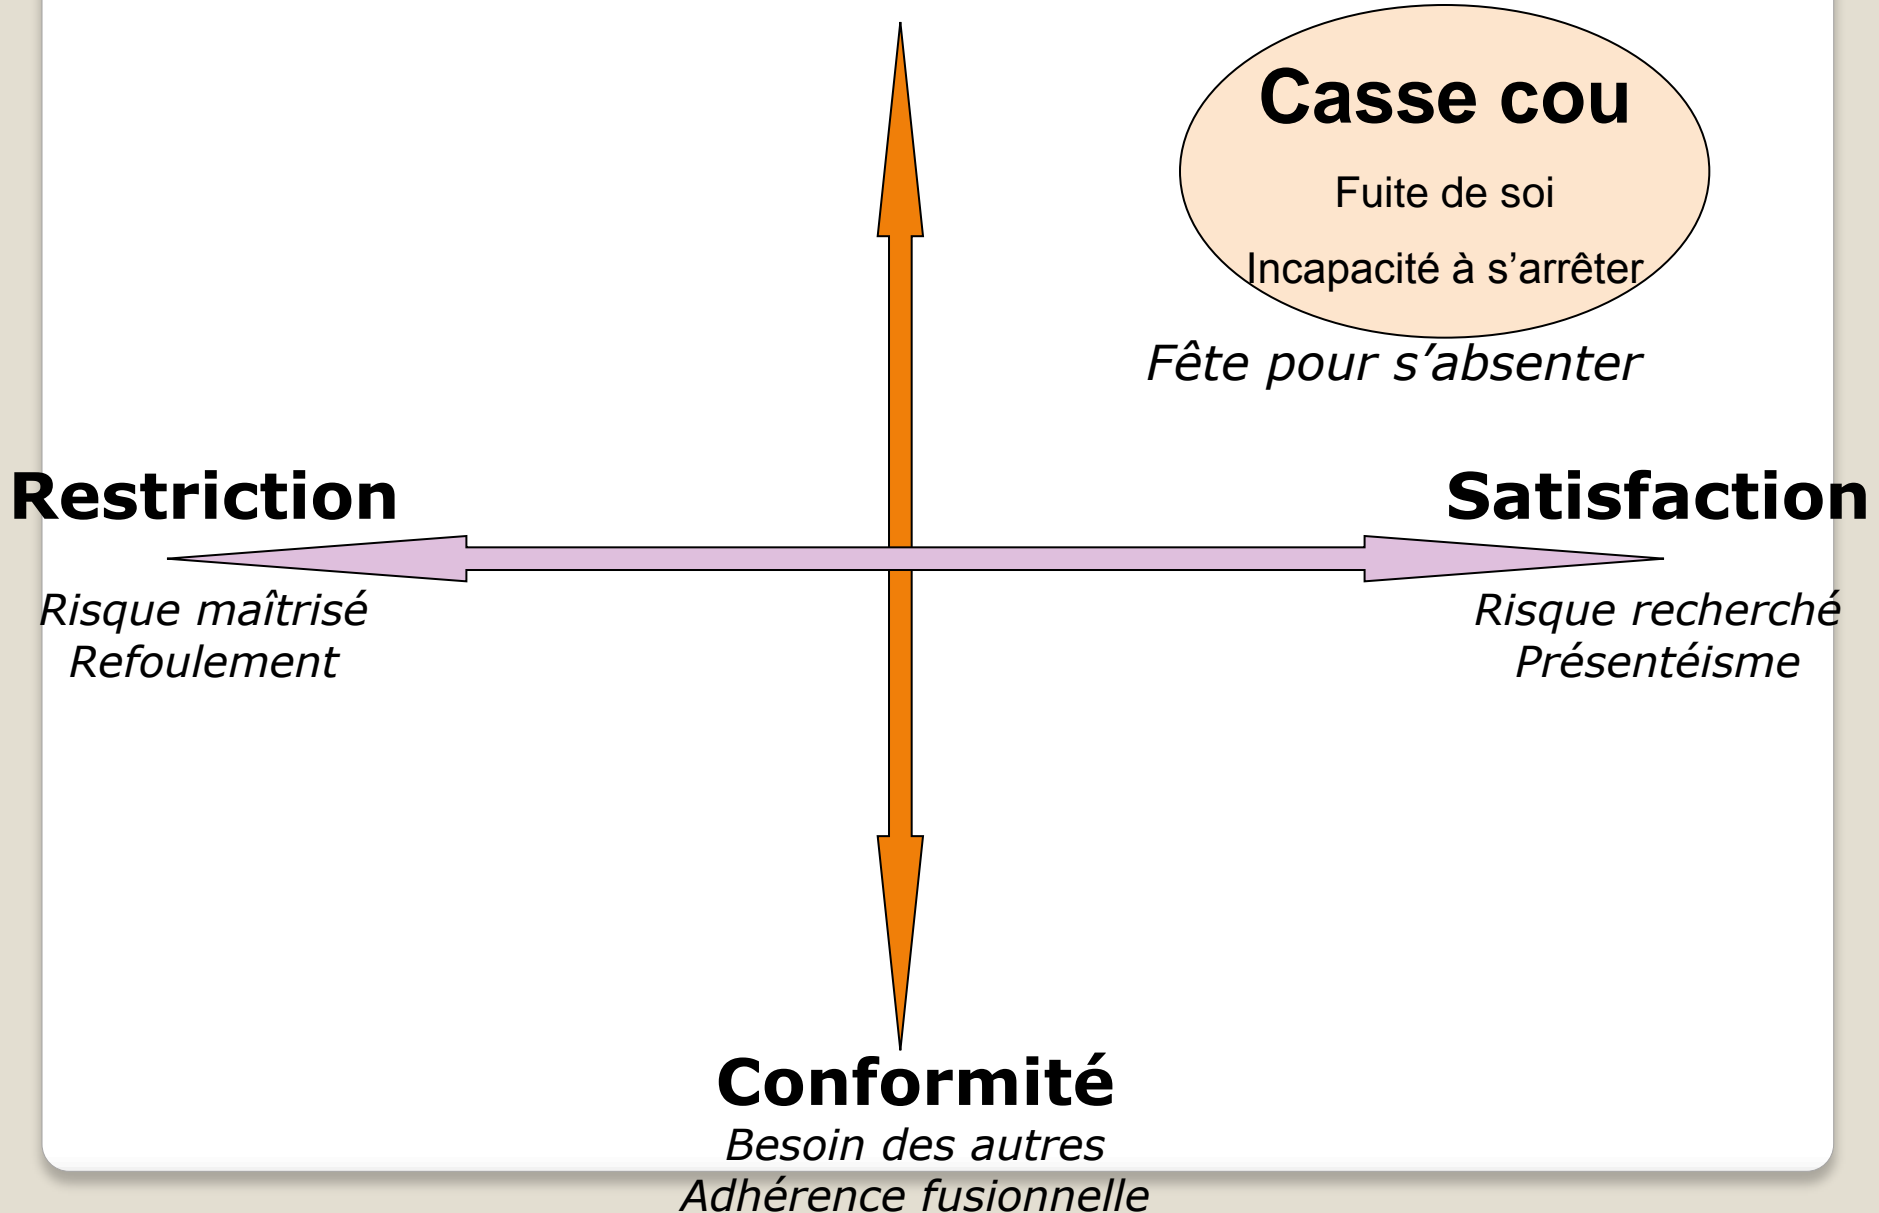 Casse cou
Fuite de soi
Incapacité à s’arrêter
Fête pour s’absenter
Restriction
Satisfaction
Risque maîtrisé
Refoulement
Risque recherché
Présentéisme
Conformité
Besoin des autres
Adhérence fusionnelle